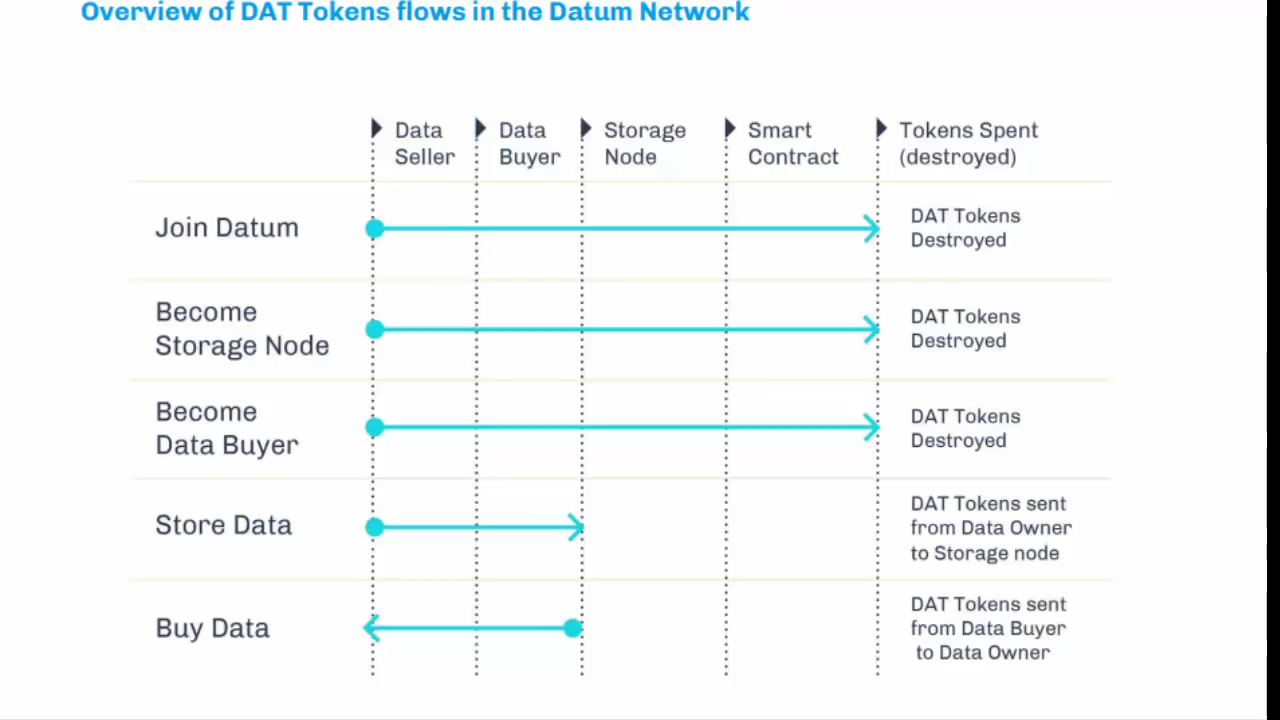 Overview of DAT Tokens flows in the Datum Network
Data
Seller
Data
Buyer
Storage
Node
Smart
Contract
Tokens Spent
(destroyed)
Join Datum
DAT Tokens
Destroyed
Become
Storage Node
DAT Tokens
Destroyed
Become
Data Buyer
DAT Tokens
Destroyed
Store Data
DAT Tokens sent
from Data Owner
to Storage node
Buy Data
DAT Tokens sent
from Data Buyer
to Data Owner